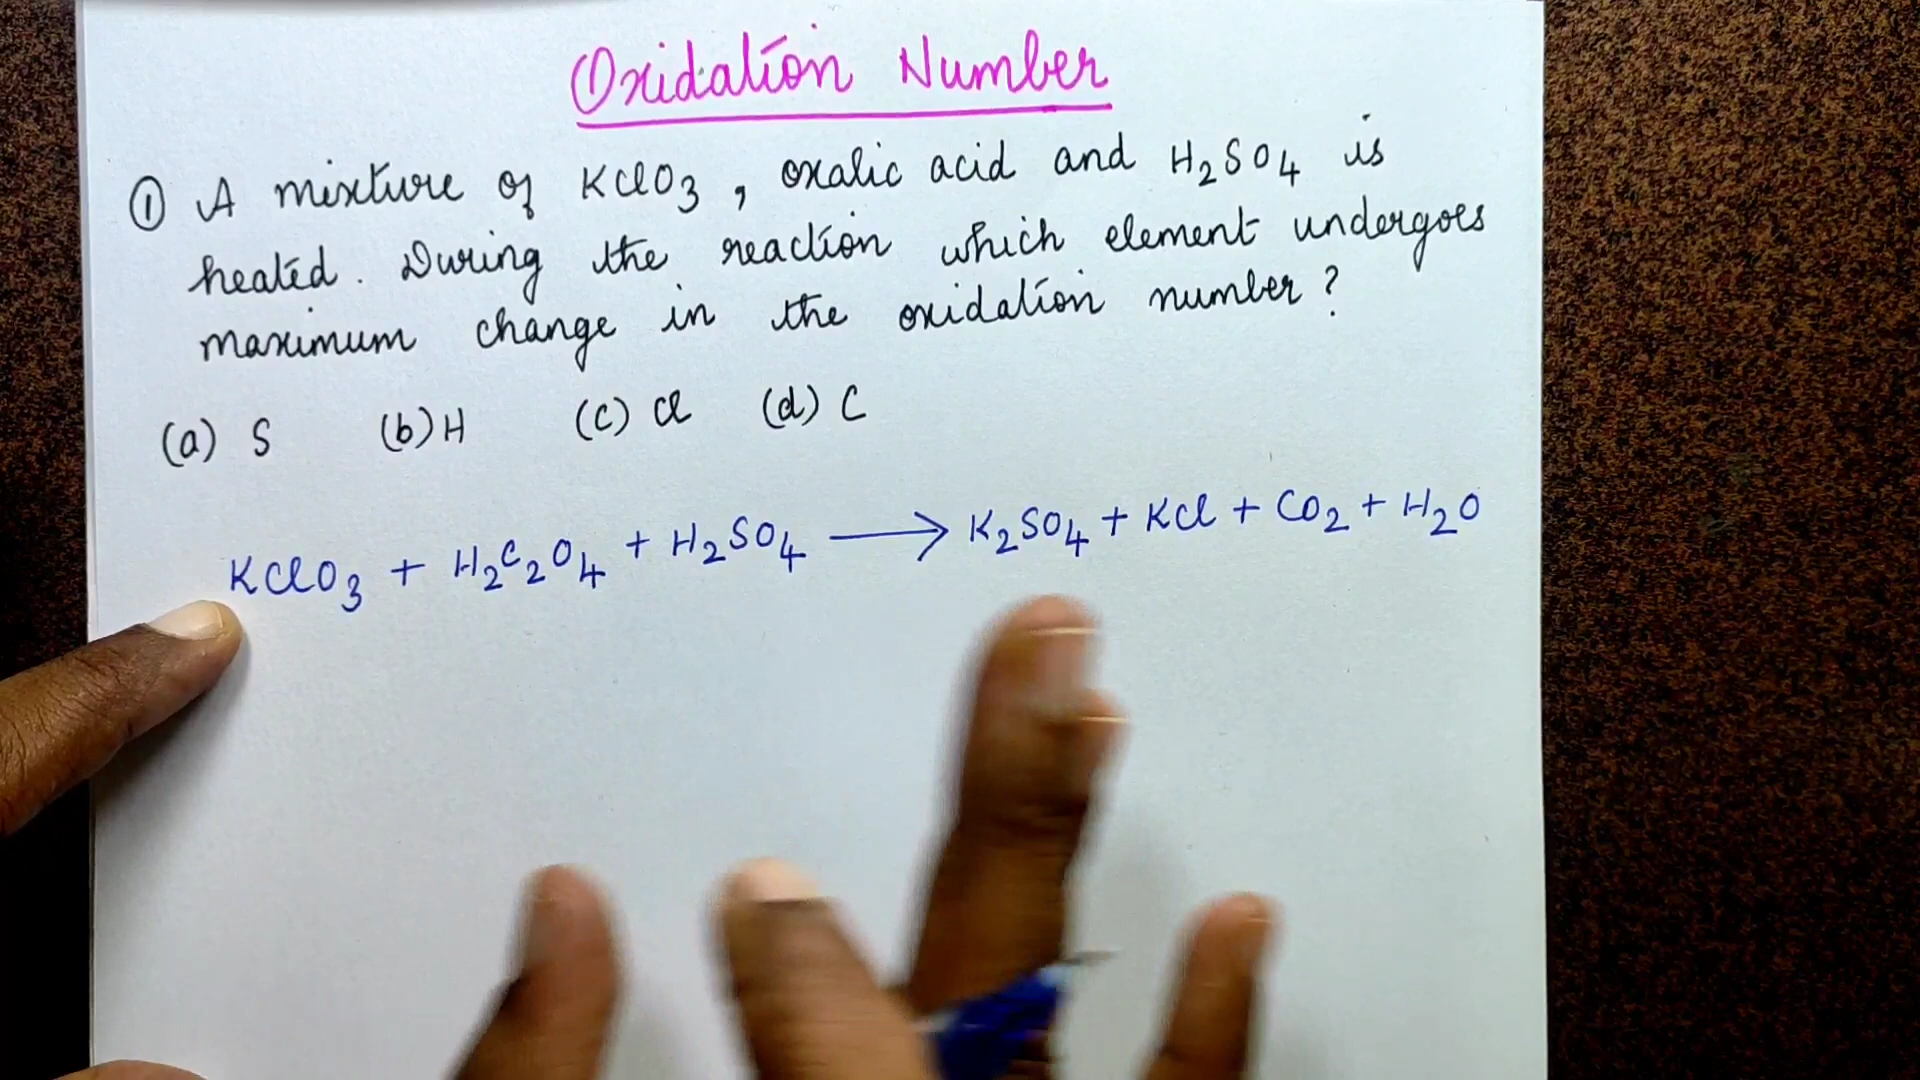 Oxidation Number
① A mixture of KClO3, oxalic acid and H2SO4 is
heated. During the reaction which element undergoes
maximum change in the oxidation number?
(a) S (b) H (c) Cl (d) C
KClO3 + H2C2O4 + H2SO4 ⟶ K2SO4 + KCl + CO2 + H2O